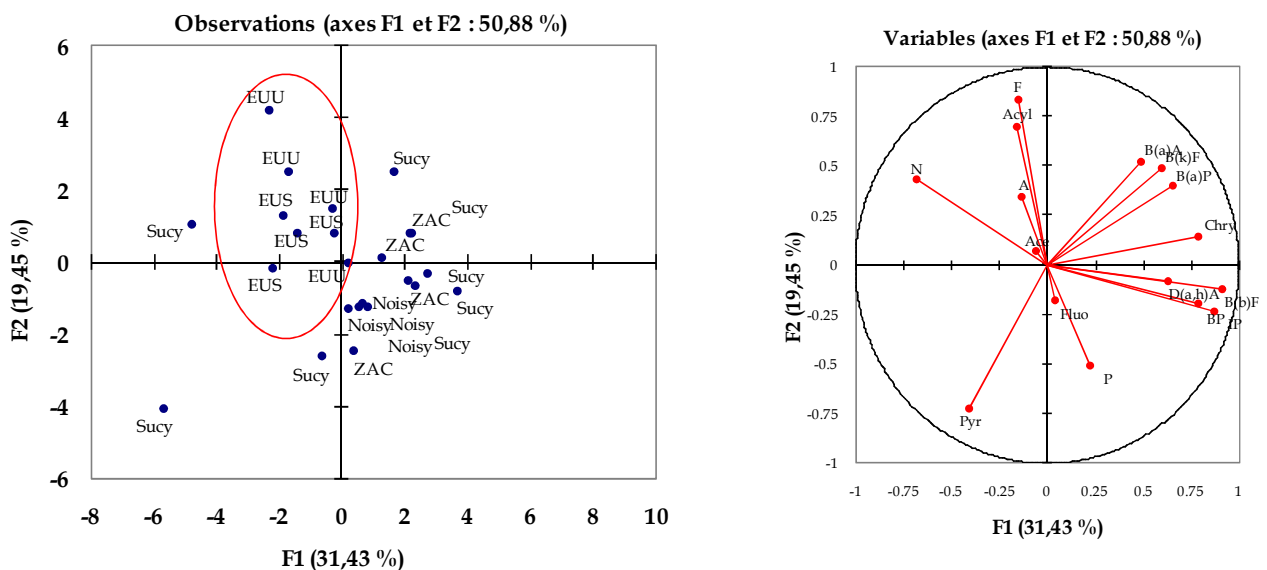 Observations (axes F1 et F2 : 50,88 %)
6
4
2
0
-2
-4
-6
F2 (19,45 %)
EUU
EUU
Sucy
EUS
EUU
Sucy
EUS
ZAC
Sucy
EUS
ZAC
EUS
EUU
Sucy
Noisy
ZAC
Sucy
Noisy
Noisy
Noisy
Sucy
Sucy
ZAC
Sucy
-8 -6 -4 -2 0 2 4 6 8 10
F1 (31,43 %)
Variables (axes F1 et F2 : 50,88 %)
1
0.75
0.5
0.25
0
-0.25
-0.5
-0.75
-1
F2 (19,45 %)
F
Acyl
B(a)A
B(k)F
N
B(a)P
A
Chry
Ace
D(a,h)A
B(b)F
Fluo
BP
IP
P
Pyr
-1 -0.75 -0.5 -0.25 0 0.25 0.5 0.75 1
F1 (31,43 %)